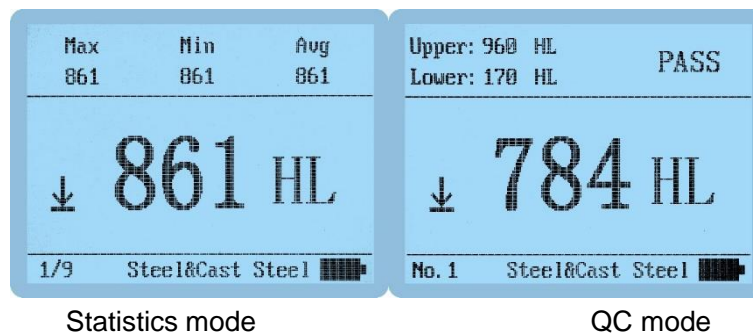 Max Min Avg
861 861 861
861 HL
1/9 Steel&Cast Steel
Upper: 960 HL
Lower: 170 HL
PASS
784 HL
No.1 Steel&Cast Steel
Statistics mode
QC mode